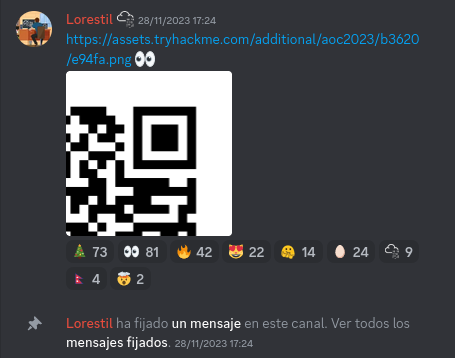 Lorestil 28/11/2023 17:24
https://assets.tryhackme.com/additional/aoc2023/b3620
/e94fa.png
73 81 42 22 14 24 9
4 2
Lorestil ha fijado un mensaje en este canal. Ver todos los
mensajes fijados. 28/11/2023 17:24